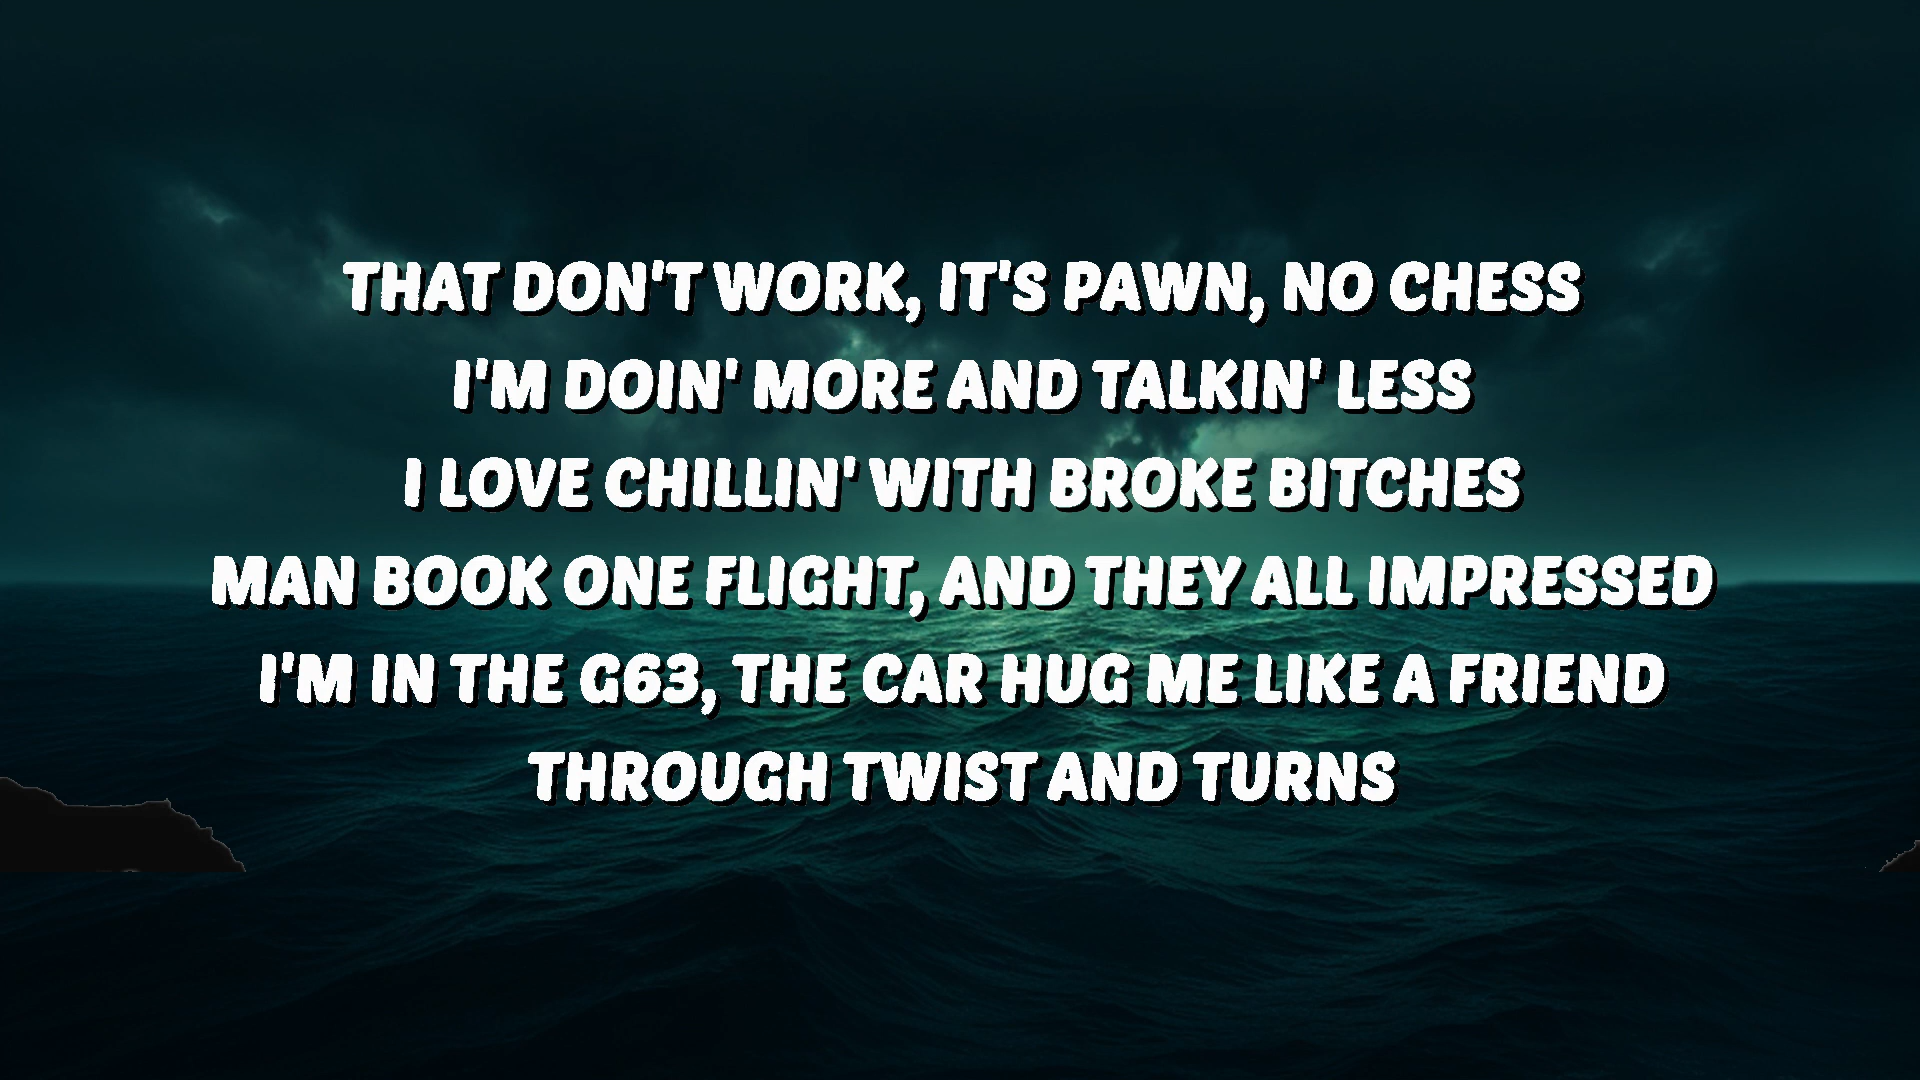 THAT DON'T WORK, IT'S PAWN, NO CHESS
I'M DOIN' MORE AND TALKIN' LESS
I LOVE CHILLIN' WITH BROKE BITCHES
MAN BOOK ONE FLIGHT, AND THEY ALL IMPRESSED
I'M IN THE G63, THE CAR HUG ME LIKE A FRIEND
THROUGH TWIST AND TURNS